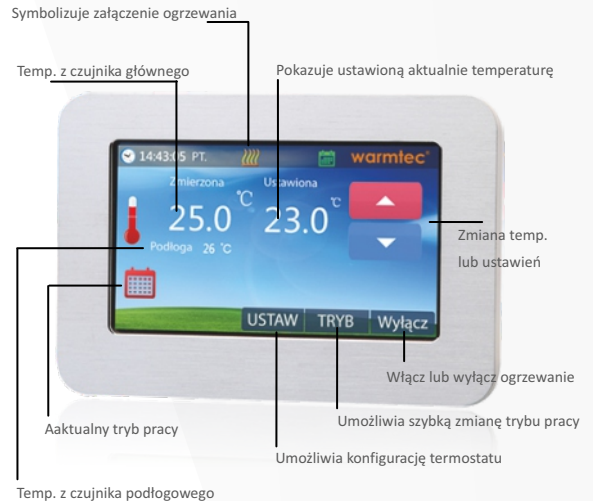 Symbolizuje załączenie ogrzewania
Temp. z czujnika głównego
Pokazuje ustawioną aktualnie temperaturę
14:43:05 PT.
warmtec
Zmierzona
Ustawiona
25.0 °C
23.0 °C
Podłoga 26 °C
Zmiana temp.
lub ustawień
USTAW TRYB Wyłącz
Włącz lub wyłącz ogrzewanie
Umożliwia szybką zmianę trybu pracy
Aaktualny tryb pracy
Umożliwia konfigurację termostatu
Temp. z czujnika podłogowego